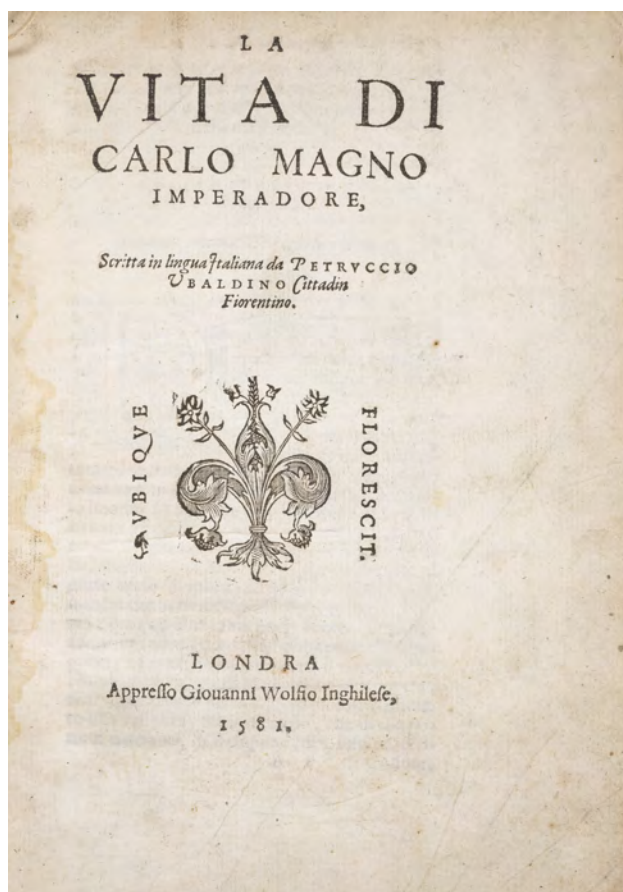 LA
VITA DI
CARLO MAGNO
IMPERADORE,
Scritta in lingua Italiana da PETRVCCIO
VBALDINO Cittadin
Fiorentino.
VBIQVE
FLORESCIT.
LONDRA
Appreſſo Giouanni Wolfio Inghileſe,
1581.